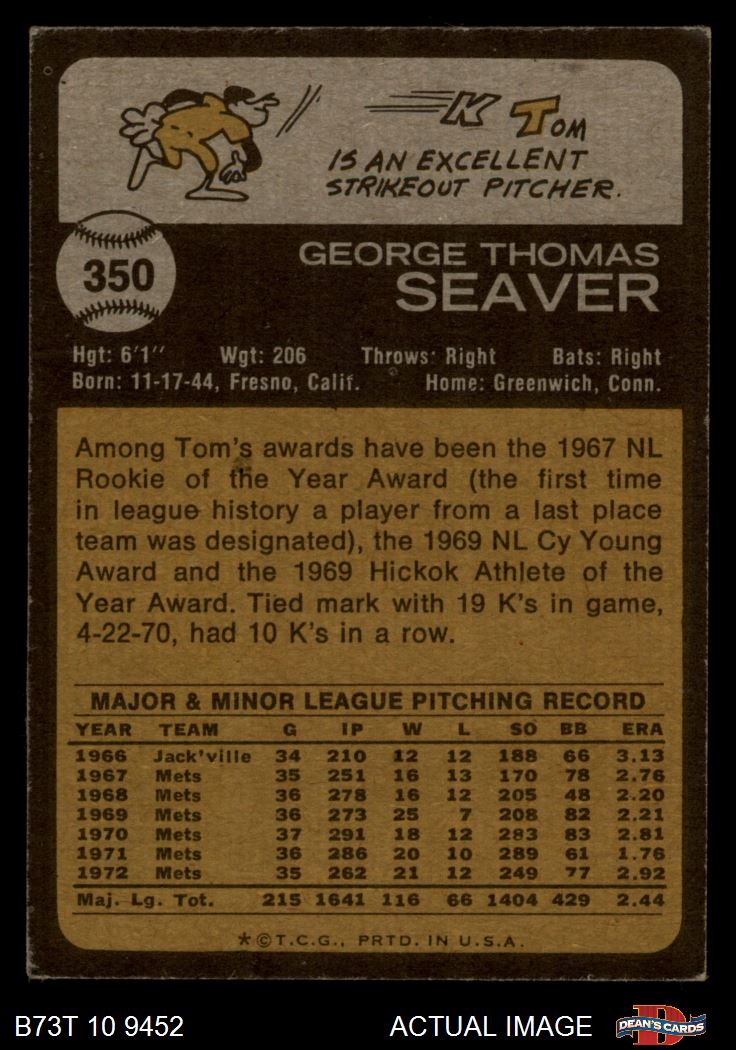 K TOM
IS AN EXCELLENT
STRIKEOUT PITCHER.
350
GEORGE THOMAS
SEAVER
Hgt: 6'1" Wgt: 206 Throws: Right Bats: Right
Born: 11-17-44, Fresno, Calif. Home: Greenwich, Conn.
Among Tom's awards have been the 1967 NL
Rookie of the Year Award (the first time
in league history a player from a last place
team was designated), the 1969 NL Cy Young
Award and the 1969 Hickok Athlete of the
Year Award. Tied mark with 19 K's in game,
4-22-70, had 10 K's in a row.
MAJOR & MINOR LEAGUE PITCHING RECORD
YEAR TEAM G IP W L SO BB ERA
1966 Jack'ville 34 210 12 12 188 66 3.13
1967 Mets 35 251 16 13 170 78 2.76
1968 Mets 36 278 16 12 205 48 2.20
1969 Mets 36 273 25 7 208 82 2.21
1970 Mets 37 291 18 12 283 83 2.81
1971 Mets 36 286 20 10 289 61 1.76
1972 Mets 35 262 21 12 249 77 2.92
Maj. Lg. Tot. 215 1641 116 66 1404 429 2.44
*©T.C.G., PRTD. IN U.S.A.
B73T 10 9452 ACTUAL IMAGE DEAN'S CARDS